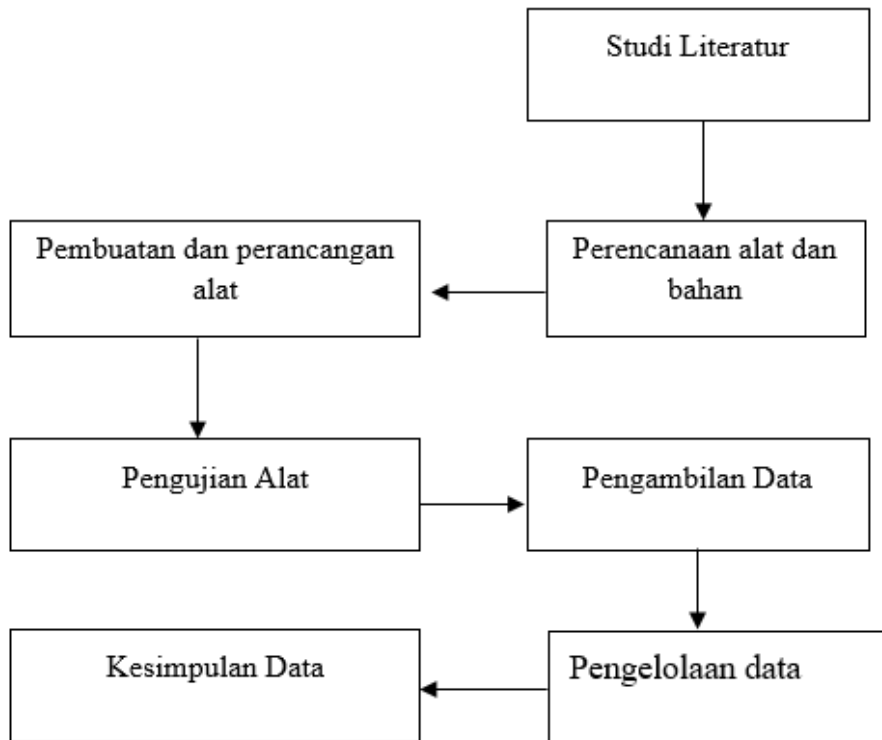 Studi Literatur
Perencanaan alat dan
bahan
Pembuatan dan perancangan
alat
Pengujian Alat
Pengambilan Data
Pengelolaan data
Kesimpulan Data